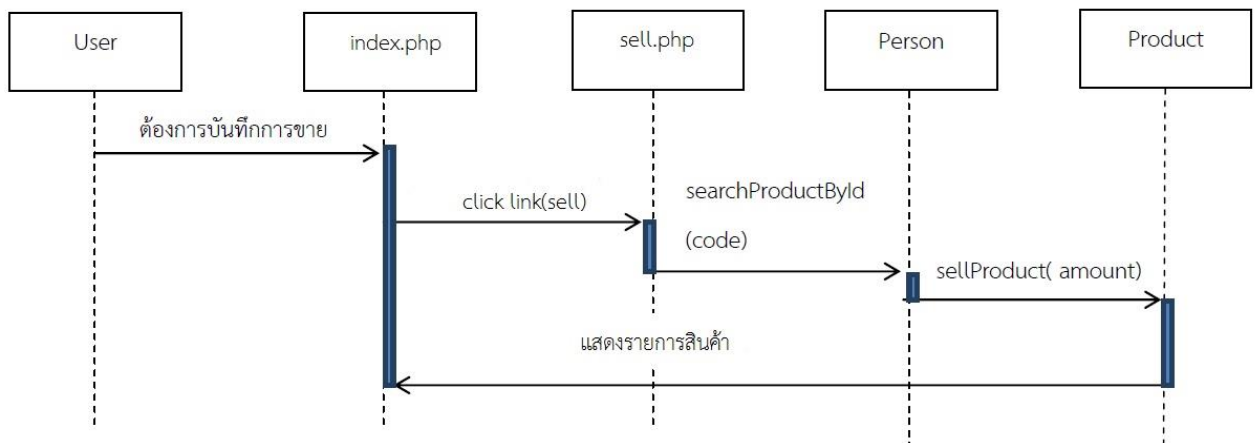 User
index.php
sell.php
Person
Product
ต้องการบันทึกการขาย
click link(sell)
searchProductById
(code)
sellProduct( amount)
แสดงรายการสินค้า